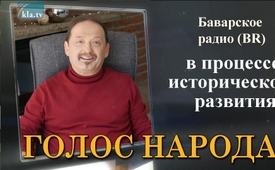 kla.tv
Баварское
радио (BR)
в процессе
историческо
развития
ГОЛОС НАРОДА